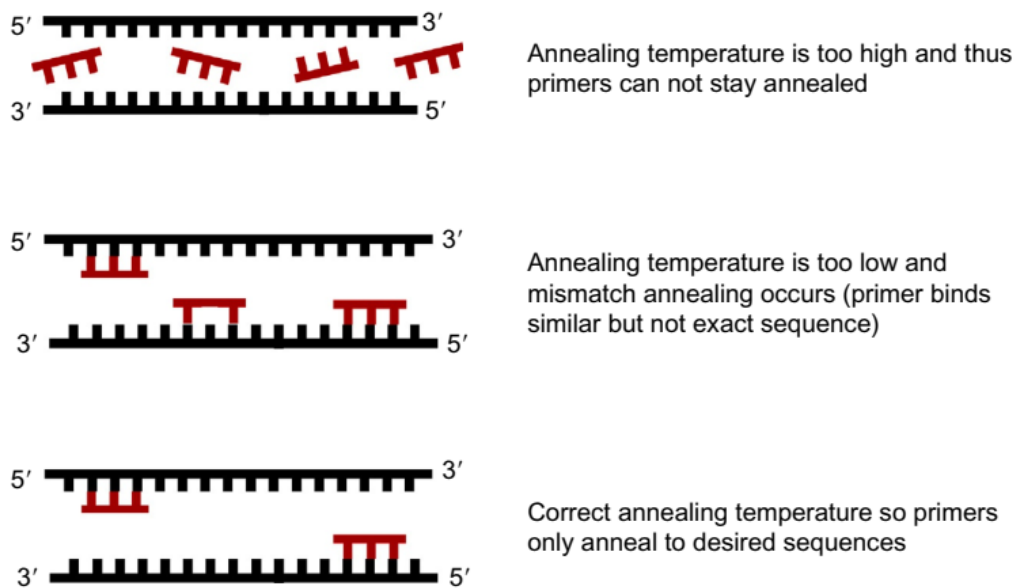 5′ 3′
Annealing temperature is too high and thus
primers can not stay annealed
3′ 5′
5′ 3′
Annealing temperature is too low and
mismatch annealing occurs (primer binds
similar but not exact sequence)
3′ 5′
5′ 3′
Correct annealing temperature so primers
only anneal to desired sequences
3′ 5′